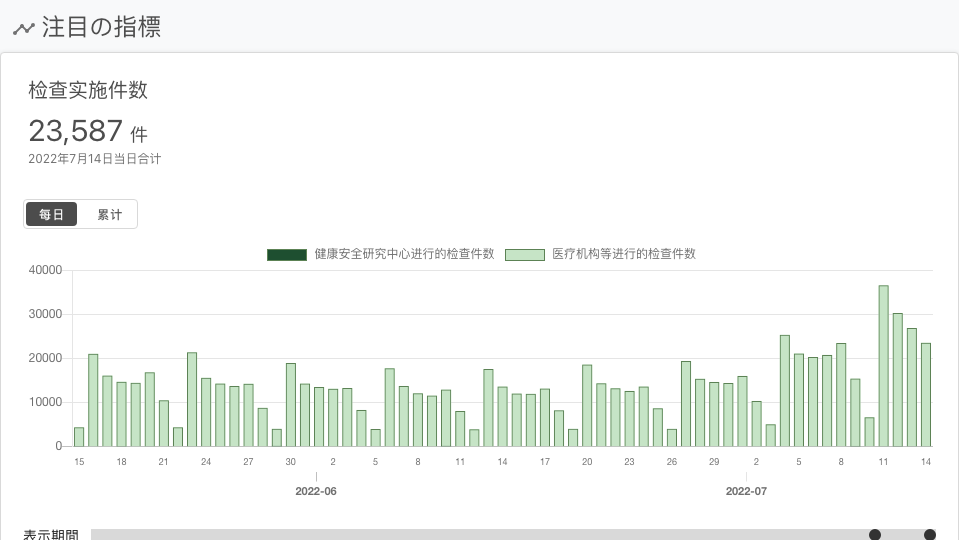 注目の指標
检查实施件数
23,587 件
2022年7月14日当日合计
每日 累计
健康安全研究中心进行的检查件数 医疗机构等进行的检查件数
40000
30000
20000
10000
0
15 18 21 24 27 30 2 5 8 11 14 17 20 23 26 29 2 5 8 11 14
2022-06 2022-07
表示期間